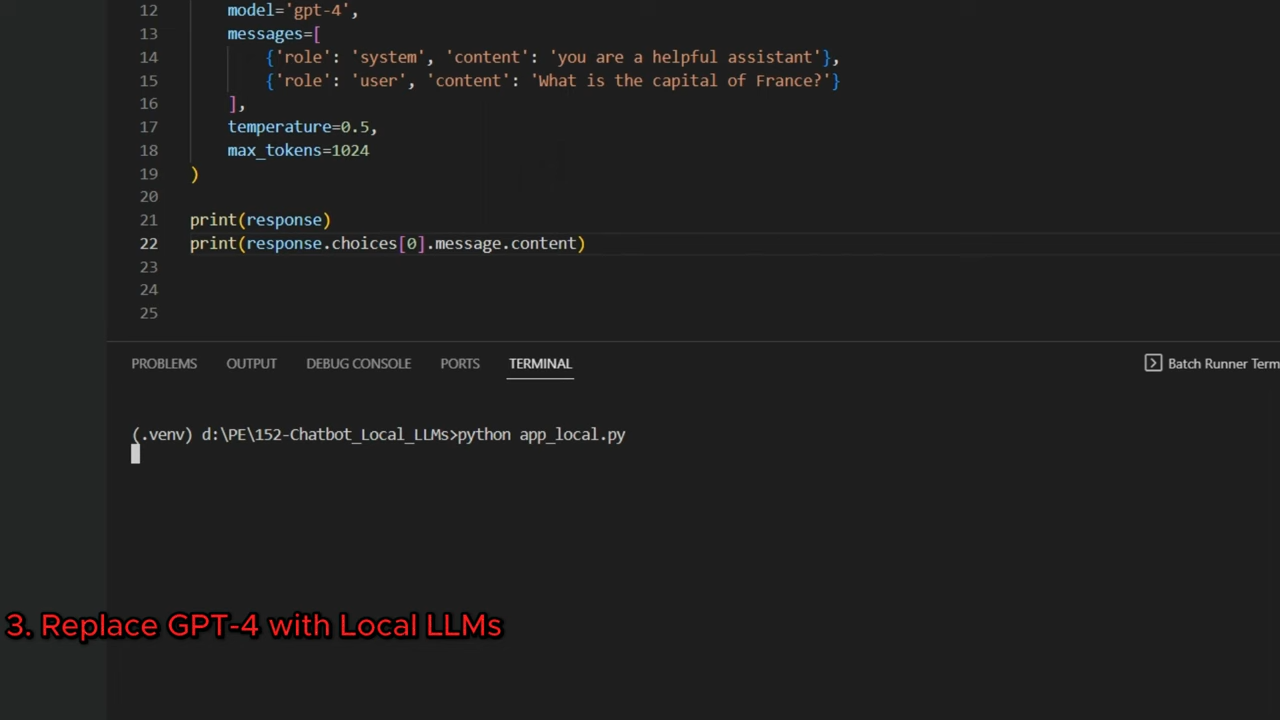 12 model='gpt-4',
13 messages=[
14 {'role': 'system', 'content': 'you are a helpful assistant'},
15 {'role': 'user', 'content': 'What is the capital of France?'}
16 ],
17 temperature=0.5,
18 max_tokens=1024
19 )
20
21 print(response)
22 print(response.choices[0].message.content)
23
24
25
PROBLEMS OUTPUT DEBUG CONSOLE PORTS TERMINAL Batch Runner Term
(.venv) d:\PE\152-Chatbot_Local_LLMs>python app_local.py
3. Replace GPT-4 with Local LLMs